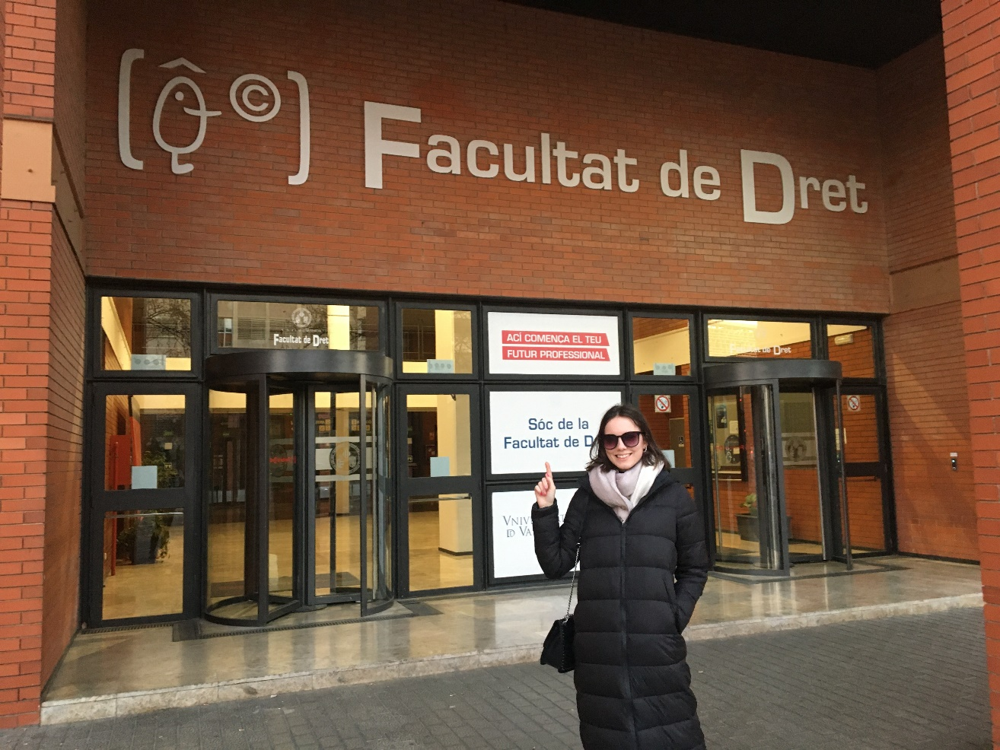 ©
Facultat de Dret
Facultat de Dret
Facultat de Dret
ACÍ COMENÇA EL TEU
FUTUR PROFESSIONAL
Sóc de la
Facultat de D
VNIV
DD VA